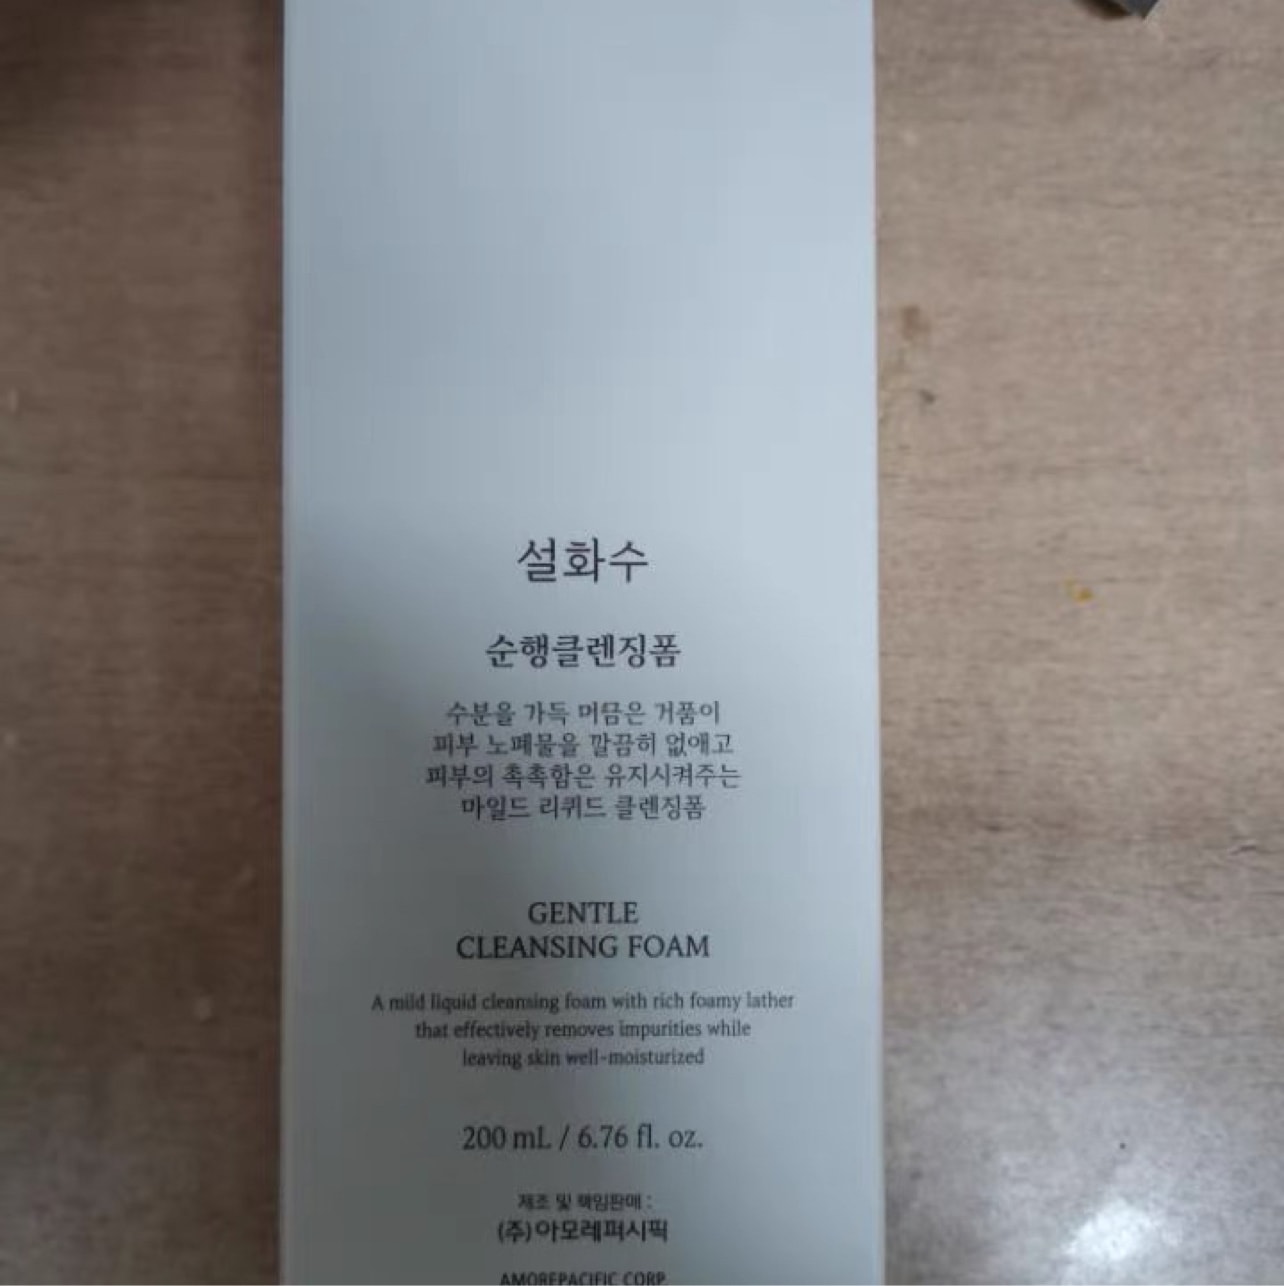 설화수
순행클렌징폼
수분을 가득 머금은 거품이
피부 노폐물을 깔끔히 없애고
피부의 촉촉함은 유지시켜주는
마일드 리퀴드 클렌징폼
GENTLE
CLEANSING FOAM
A mild liquid cleansing foam with rich foamy lather
that effectively removes impurities while
leaving skin well-moisturized
200 mL / 6.76 fl. oz.
제조 및 책임판매 :
(주)아모레퍼시픽
AMOREPACIFIC CORP.